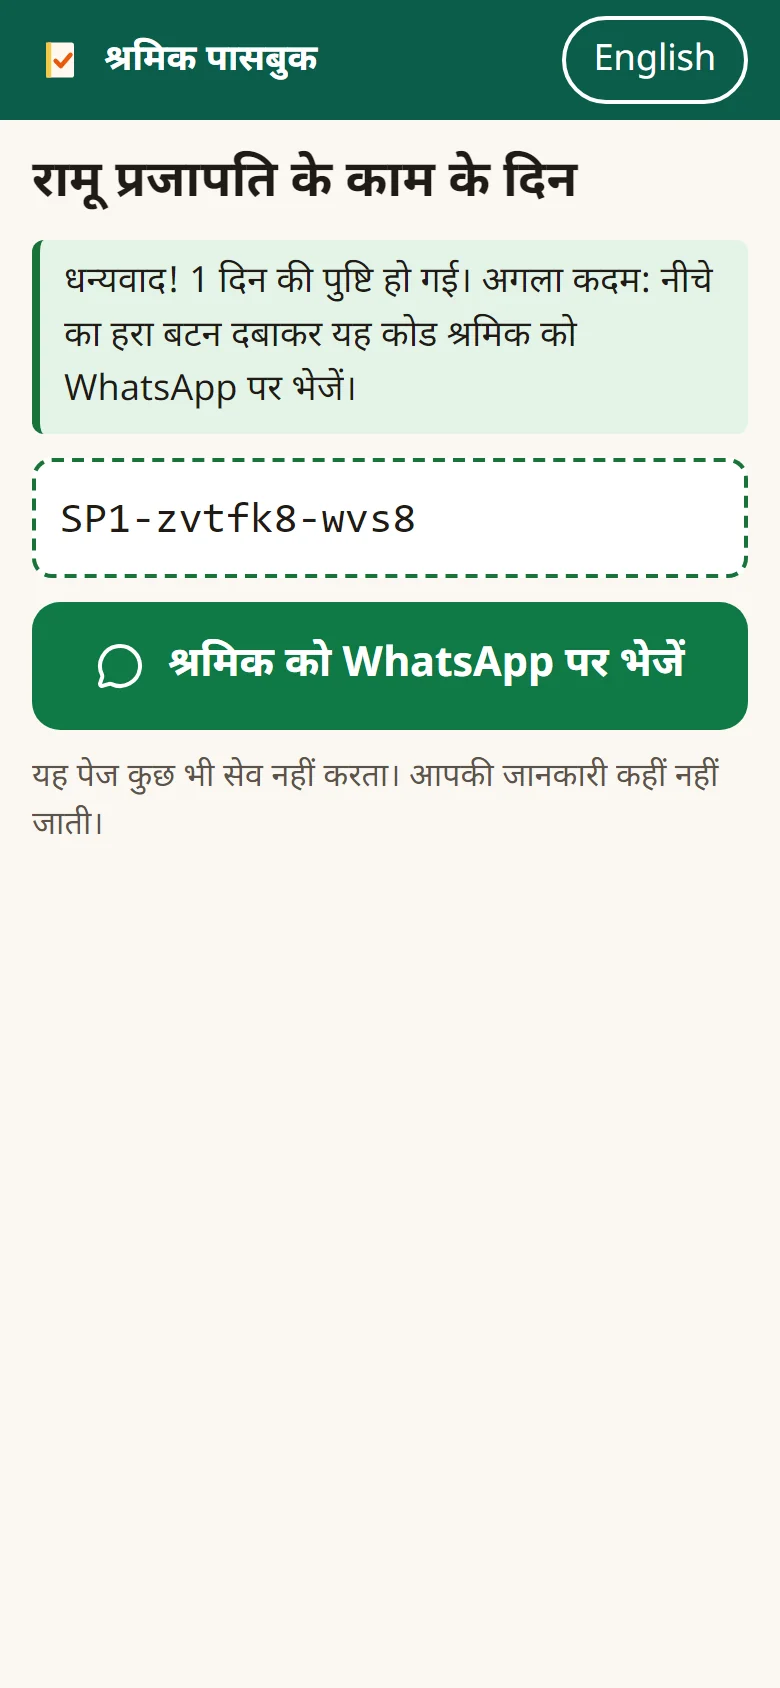 श्रमिक पासबुक
English
रामू प्रजापति के काम के दिन
धन्यवाद! 1 दिन की पुष्टि हो गई। अगला कदम: नीचे
का हरा बटन दबाकर यह कोड श्रमिक को
WhatsApp पर भेजें।
SP1-zvtfk8-wvs8
श्रमिक को WhatsApp पर भेजें
यह पेज कुछ भी सेव नहीं करता। आपकी जानकारी कहीं नहीं
जाती।